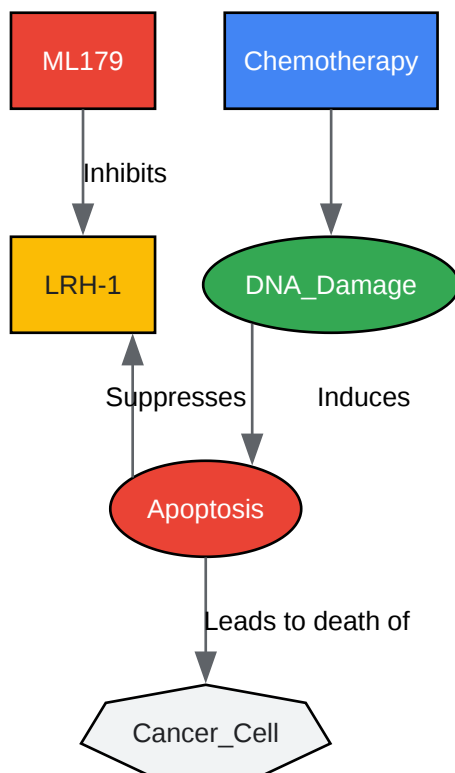 ML179
Chemotherapy
Inhibits
LRH-1
DNA_Damage
Suppresses
Induces
Apoptosis
Leads to death of
Cancer_Cell